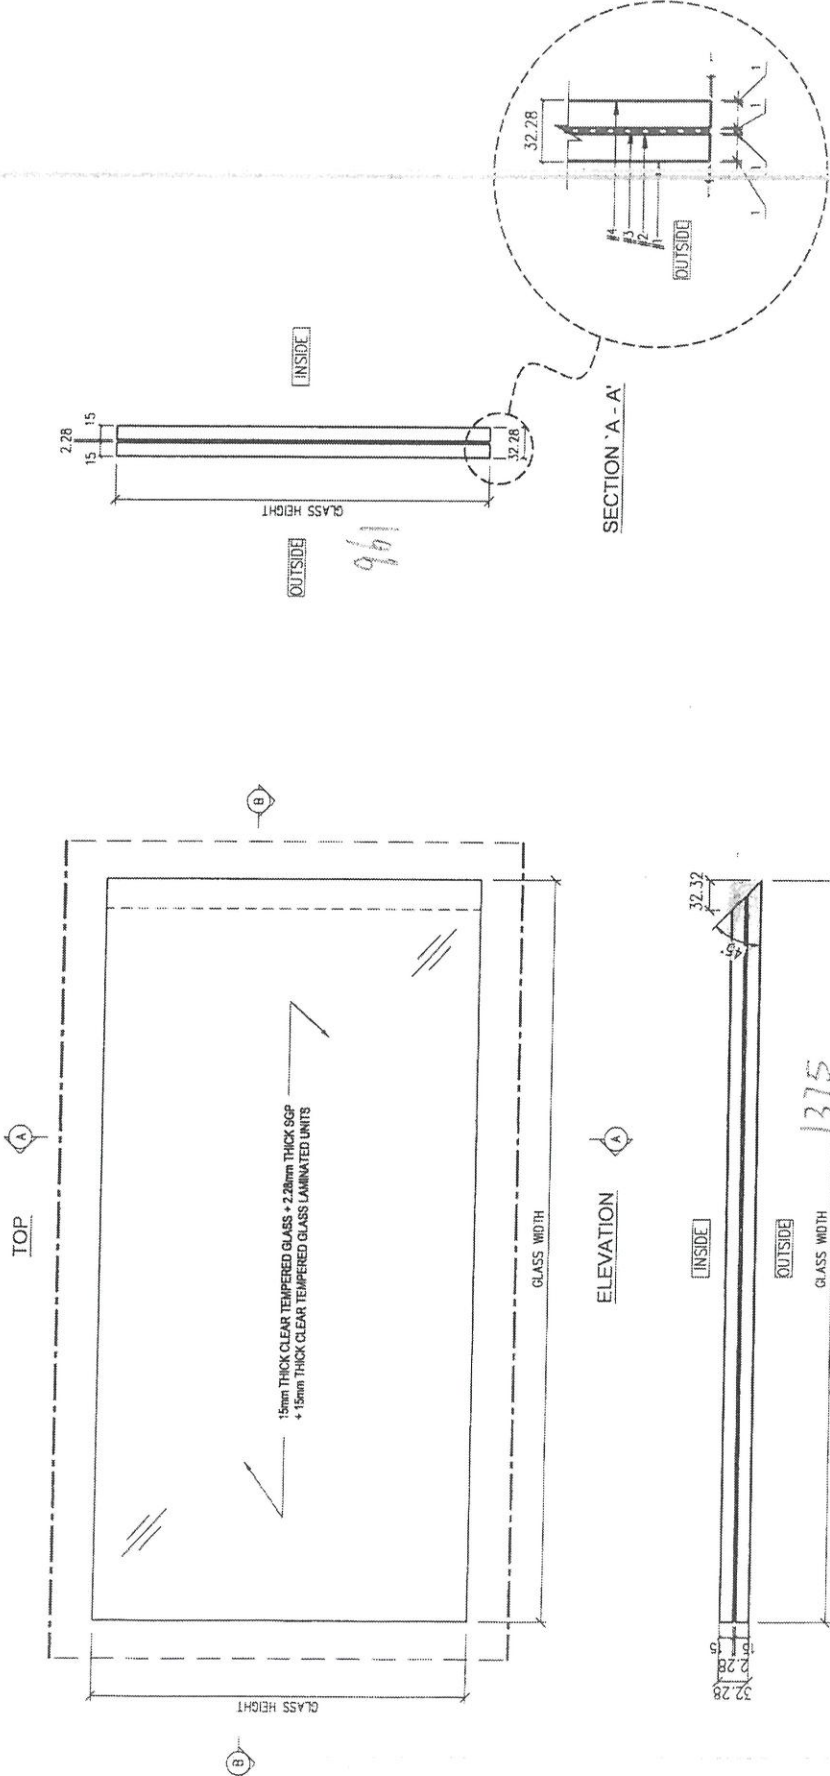 TOP
A
B
B
GLASS HEIGHT
15mm THICK CLEAR TEMPERED GLASS + 2.28mm THICK SGP
+ 15mm THICK CLEAR TEMPERED GLASS LAMINATED UNITS
GLASS WIDTH
A
ELEVATION
INSIDE
32.32
45°
15
2.28
15
32.28
OUTSIDE
GLASS WIDTH
1375
2.28
15
15
OUTSIDE
INSIDE
GLASS HEIGHT
32.28
SECTION 'A - A'
32.28
#4
#3
#2
#1
OUTSIDE
1
1
1
1